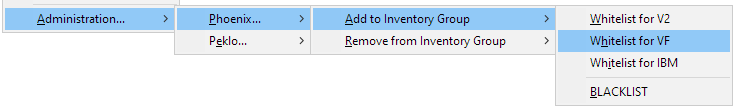 Administration...
Phoenix...
Peklo...
Add to Inventory Group
Remove from Inventory Group
Whitelist for V2
Whitelist for VF
Whitelist for IBM
BLACKLIST